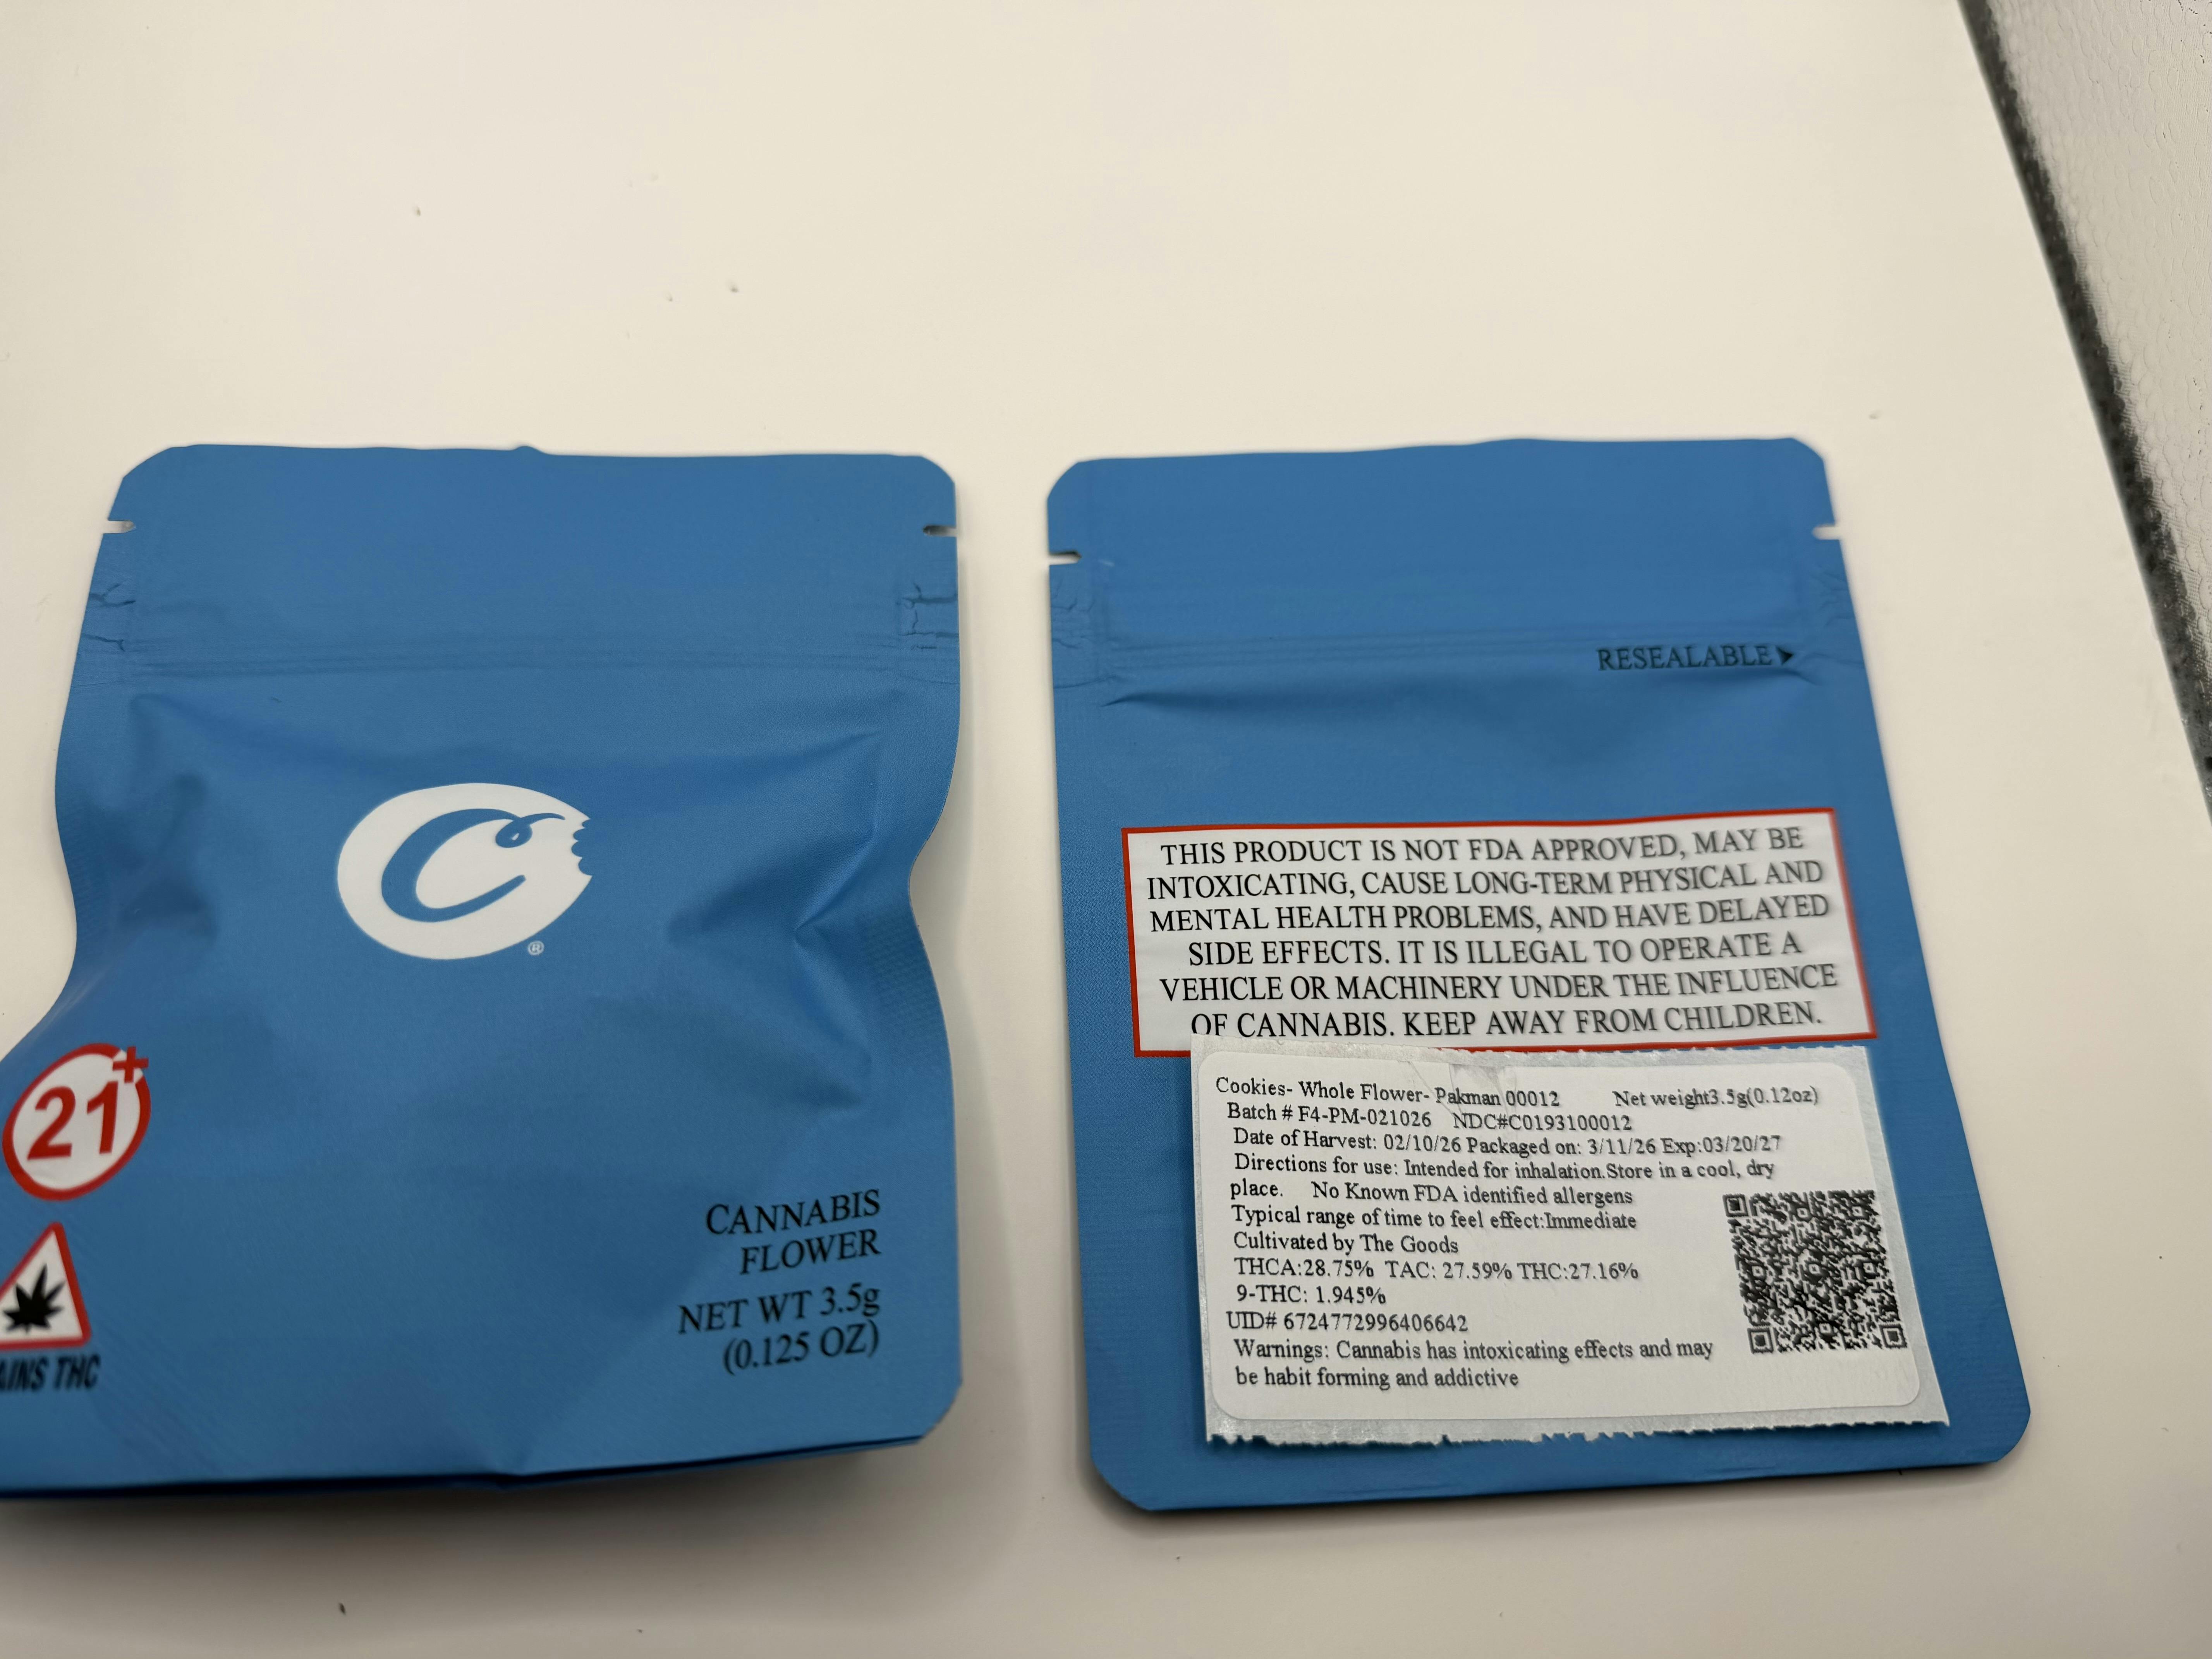 C
®
21+
AINS THC
CANNABIS
FLOWER
NET WT 3.5g
(0.125 OZ)
RESEALABLE
THIS PRODUCT IS NOT FDA APPROVED, MAY BE
INTOXICATING, CAUSE LONG-TERM PHYSICAL AND
MENTAL HEALTH PROBLEMS, AND HAVE DELAYED
SIDE EFFECTS. IT IS ILLEGAL TO OPERATE A
VEHICLE OR MACHINERY UNDER THE INFLUENCE
OF CANNABIS. KEEP AWAY FROM CHILDREN.
Cookies- Whole Flower- Pakman 00012 Net weight3.5g(0.12oz)
Batch # F4-PM-021026 NDC#C0193100012
Date of Harvest: 02/10/26 Packaged on: 3/11/26 Exp:03/20/27
Directions for use: Intended for inhalation.Store in a cool, dry
place. No Known FDA identified allergens
Typical range of time to feel effect:Immediate
Cultivated by The Goods
THCA:28.75% TAC: 27.59% THC:27.16%
9-THC: 1.945%
UID# 6724772996406642
Warnings: Cannabis has intoxicating effects and may
be habit forming and addictive